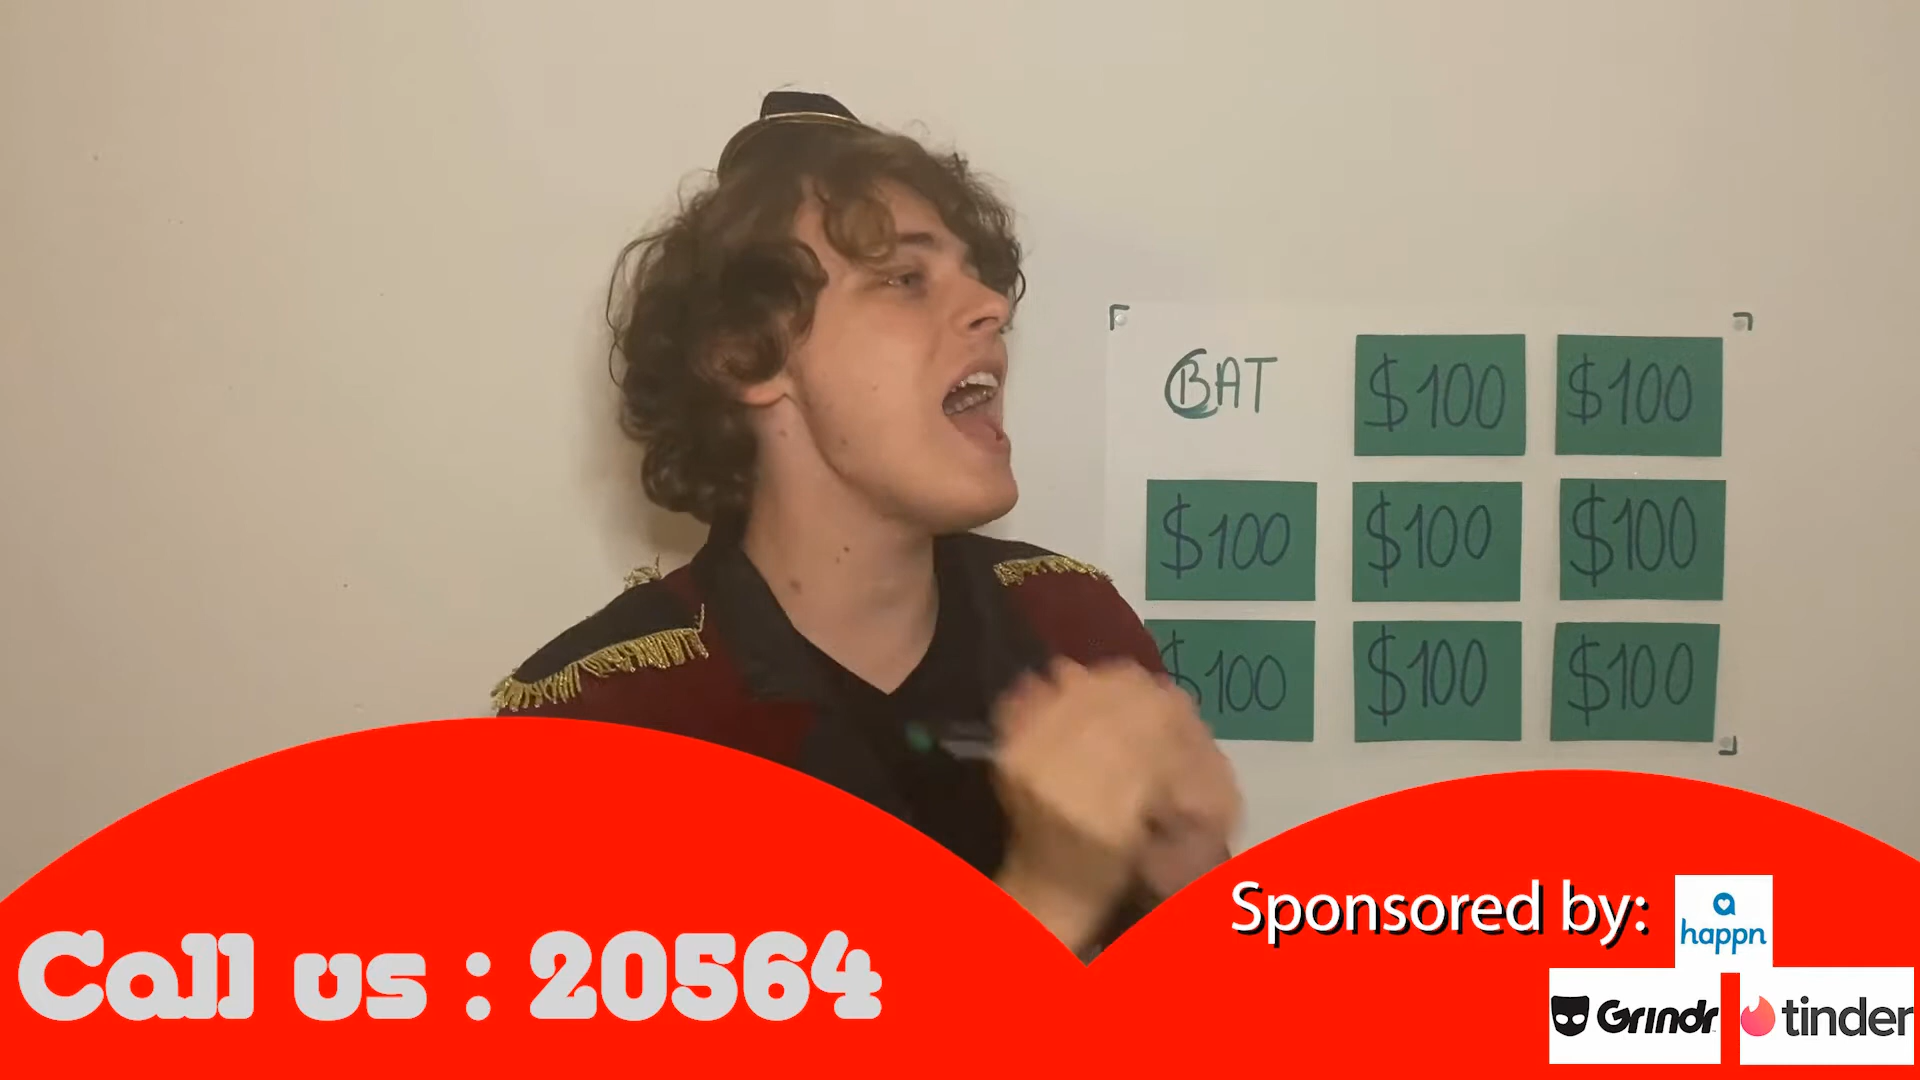 BAT $100 $100
$100 $100 $100
$100 $100 $100
Call us : 20564
Sponsored by:
happn
Grindr
tinder